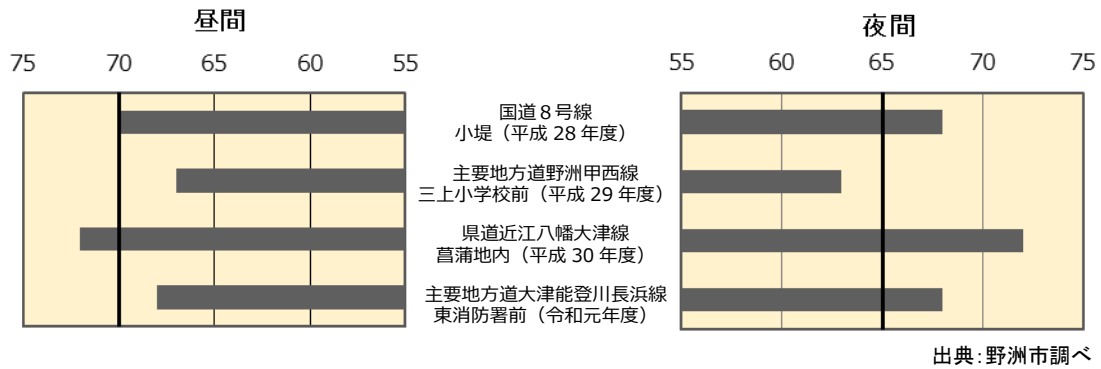 昼間
夜間
75 70 65 60 55
55 60 65 70 75
国道８号線
小堤（平成 28 年度）
主要地方道野洲甲西線
三上小学校前（平成 29 年度）
県道近江八幡大津線
菖蒲地内（平成 30 年度）
主要地方道大津能登川長浜線
東消防署前（令和元年度）
出典：野洲市調べ